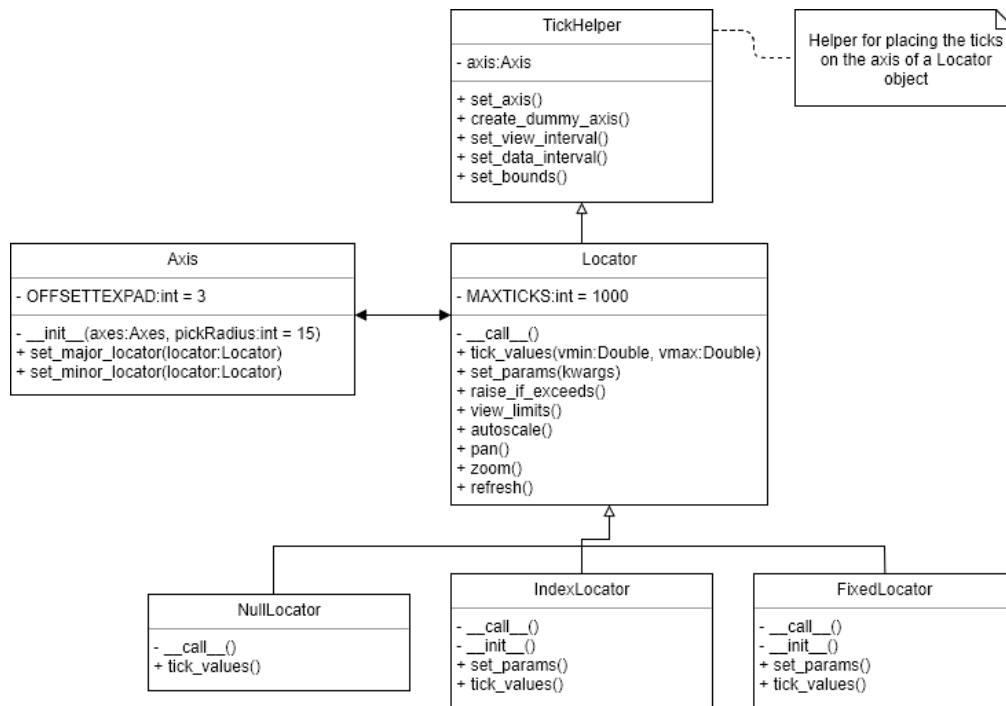 TickHelper
- axis:Axis
+ set_axis()
+ create_dummy_axis()
+ set_view_interval()
+ set_data_interval()
+ set_bounds()
Helper for placing the ticks
on the axis of a Locator
object
Axis
- OFFSETTEXPAD:int = 3
- __init__(axes:Axes, pickRadius:int = 15)
+ set_major_locator(locator:Locator)
+ set_minor_locator(locator:Locator)
Locator
- MAXTICKS:int = 1000
- __call__()
+ tick_values(vmin:Double, vmax:Double)
+ set_params(kwargs)
+ raise_if_exceeds()
+ view_limits()
+ autoscale()
+ pan()
+ zoom()
+ refresh()
NullLocator
- __call__()
+ tick_values()
IndexLocator
- __call__()
- __init__()
+ set_params()
+ tick_values()
FixedLocator
- __call__()
- __init__()
+ set_params()
+ tick_values()